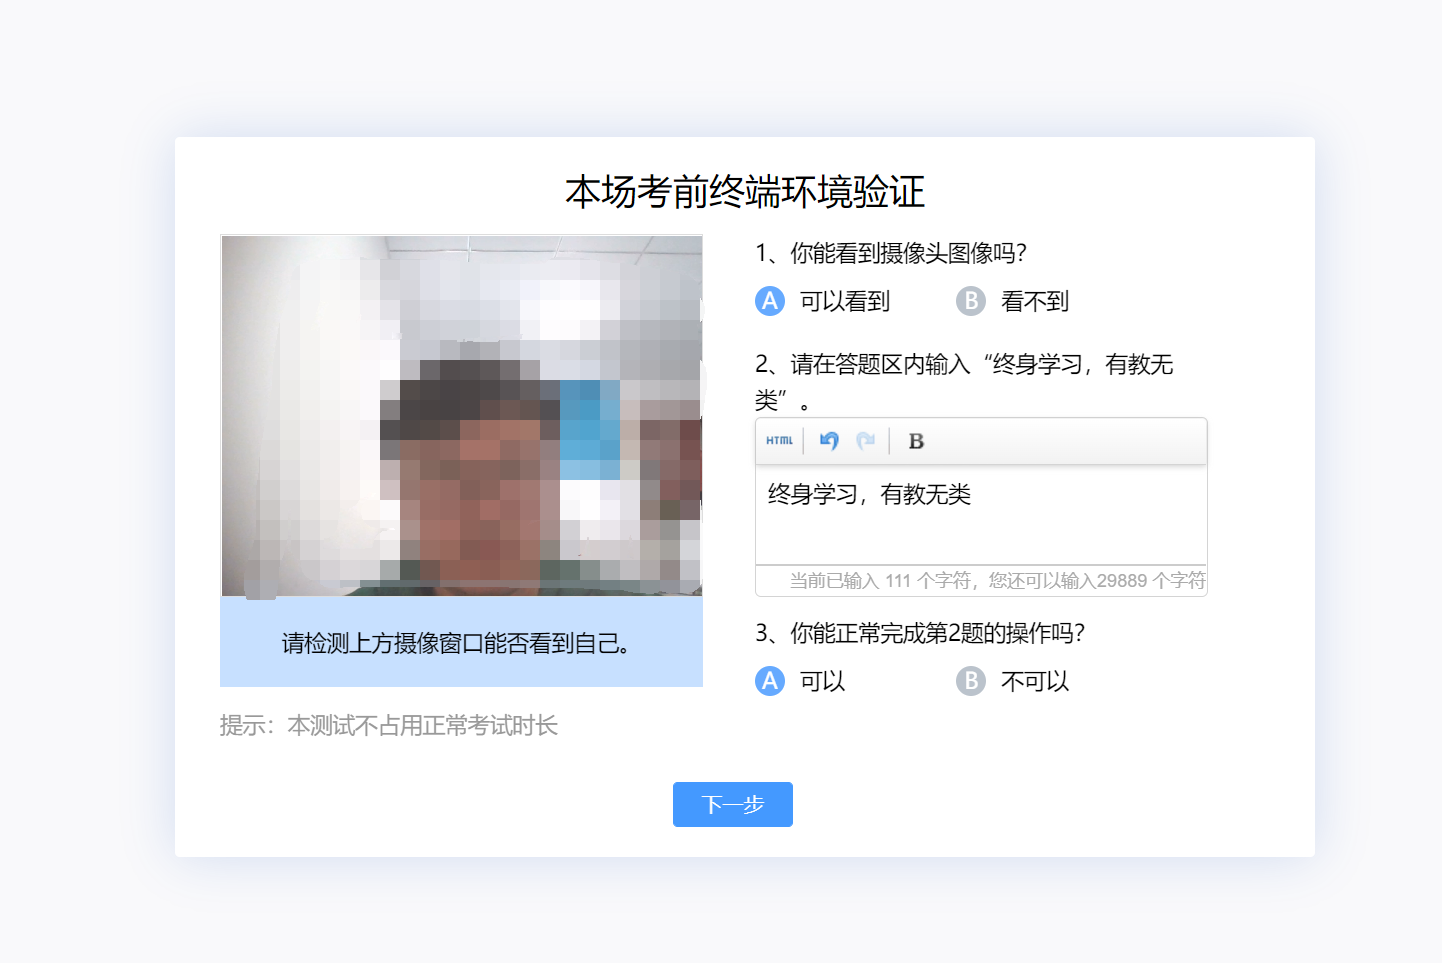 本场考前终端环境验证
1、你能看到摄像头图像吗？
A 可以看到 B 看不到
2、请在答题区内输入“终身学习，有教无
类”。
HTML B
终身学习，有教无类
当前已输入 111 个字符，您还可以输入29889 个字符
请检测上方摄像窗口能否看到自己。
3、你能正常完成第2题的操作吗？
A 可以 B 不可以
提示：本测试不占用正常考试时长
下一步